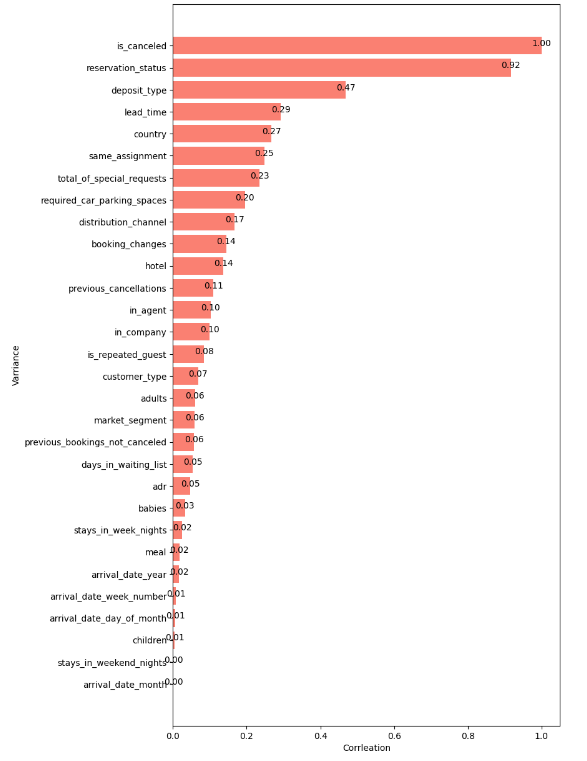 is_canceled 1.00
reservation_status 0.92
deposit_type 0.47
lead_time 0.29
country 0.27
same_assignment 0.25
total_of_special_requests 0.23
required_car_parking_spaces 0.20
distribution_channel 0.17
booking_changes 0.14
hotel 0.14
previous_cancellations 0.11
in_agent 0.10
in_company 0.10
is_repeated_guest 0.08
customer_type 0.07
adults 0.06
market_segment 0.06
previous_bookings_not_canceled 0.06
days_in_waiting_list 0.05
adr 0.05
babies 0.03
stays_in_week_nights 0.02
meal 0.02
arrival_date_year 0.02
arrival_date_week_number 0.01
arrival_date_day_of_month 0.01
children 0.01
stays_in_weekend_nights 0.00
arrival_date_month 0.00
Varriance
0.0 0.2 0.4 0.6 0.8 1.0
Corrleation